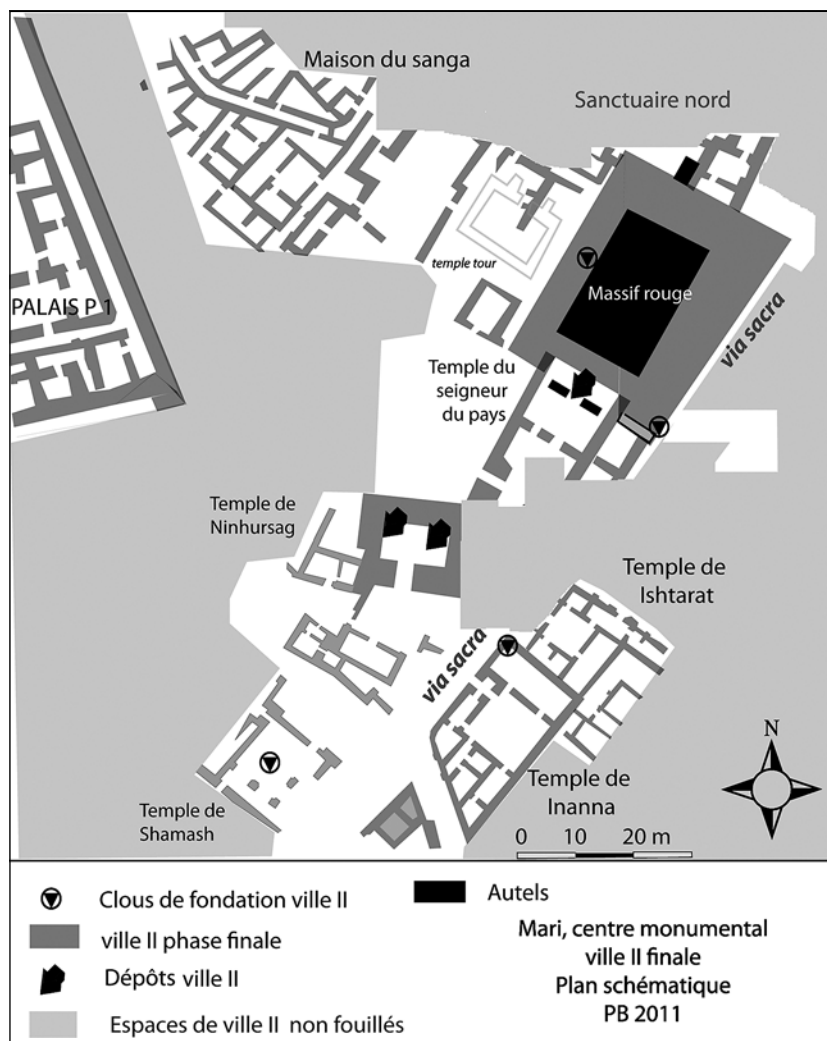 Maison du sanga
Sanctuaire nord
temple tour
Massif rouge
PALAIS P 1
via sacra
Temple du
seigneur
du pays
Temple de
Ninhursag
Temple de
Ishtarat
via sacra
N
Temple de
Inanna
Temple de
Shamash
0 10 20 m
Clous de fondation ville II
Autels
ville II phase finale
Dépôts ville II
Espaces de ville II non fouillés
Mari, centre monumental
ville II finale
Plan schématique
PB 2011